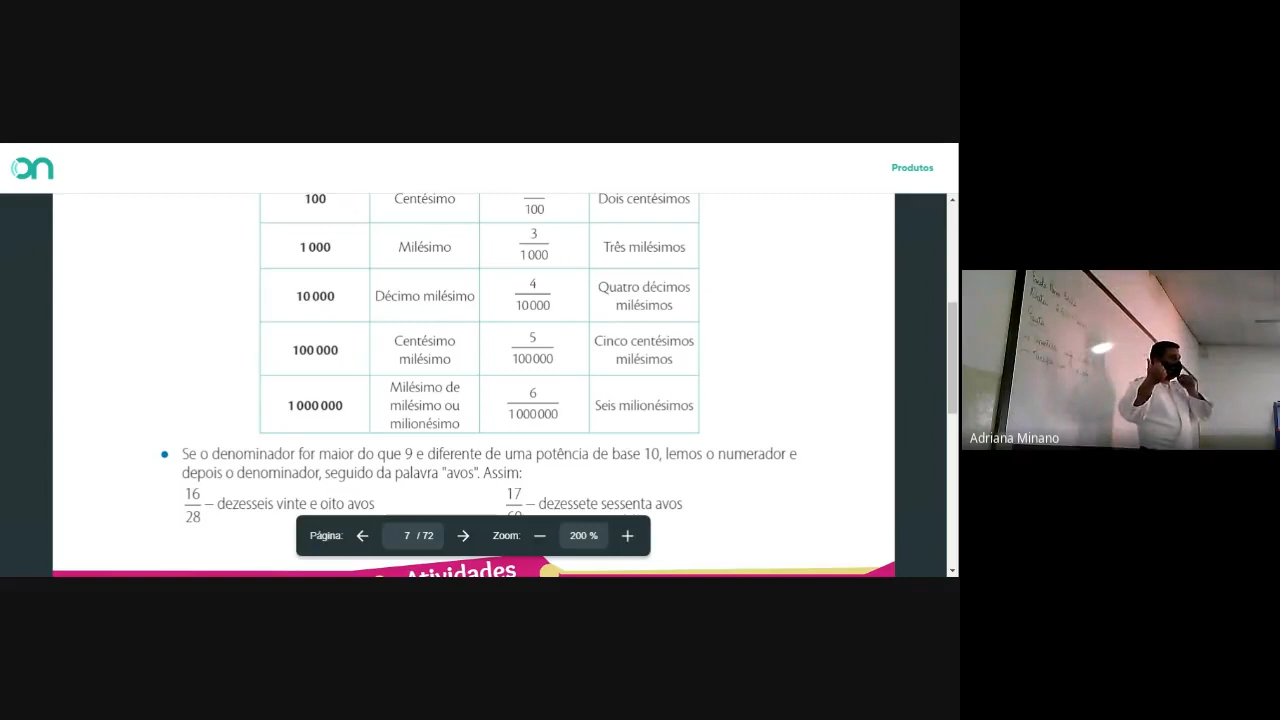 on
Produtos
100
Centésimo
100
Dois centésimos
1 000
Milésimo
3
1 000
Três milésimos
10 000
Décimo milésimo
4
10 000
Quatro décimos
milésimos
100 000
Centésimo
milésimo
5
100 000
Cinco centésimos
milésimos
1 000 000
Milésimo de
milésimo ou
milionésimo
6
1 000 000
Seis milionésimos
• Se o denominador for maior do que 9 e diferente de uma potência de base 10, lemos o numerador e
depois o denominador, seguido da palavra "avos". Assim:
16
28
– dezesseis vinte e oito avos
17
60
– dezessete sessenta avos
Página: 7 / 72 Zoom: 200 %
Atividades
Adriana Minano